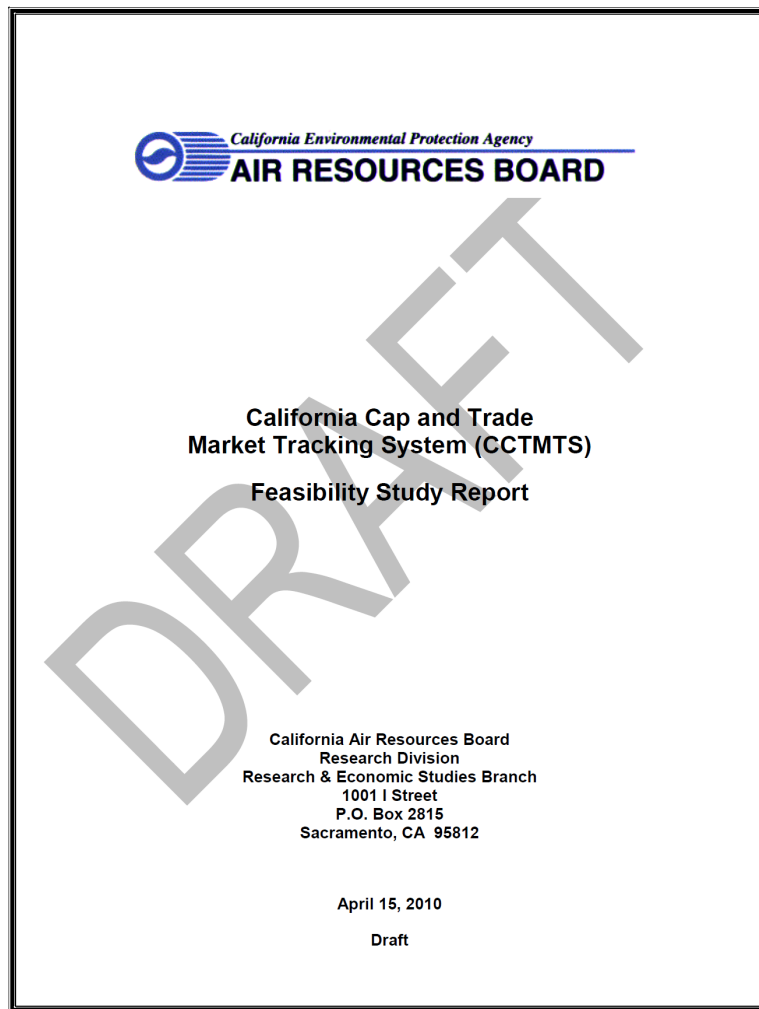 California Environmental Protection Agency
AIR RESOURCES BOARD
DRAFT
California Cap and Trade
Market Tracking System (CCTMTS)
Feasibility Study Report
California Air Resources Board
Research Division
Research & Economic Studies Branch
1001 I Street
P.O. Box 2815
Sacramento, CA  95812
April 15, 2010
Draft